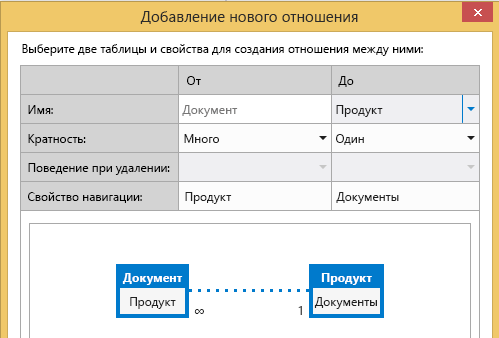 Добавление нового отношения
Выберите две таблицы и свойства для создания отношения между ними:
От До
Имя: Документ Продукт
Кратность: Много Один
Поведение при удалении:
Свойство навигации: Продукт Документы
Документ Продукт
Продукт Документы
∞ 1